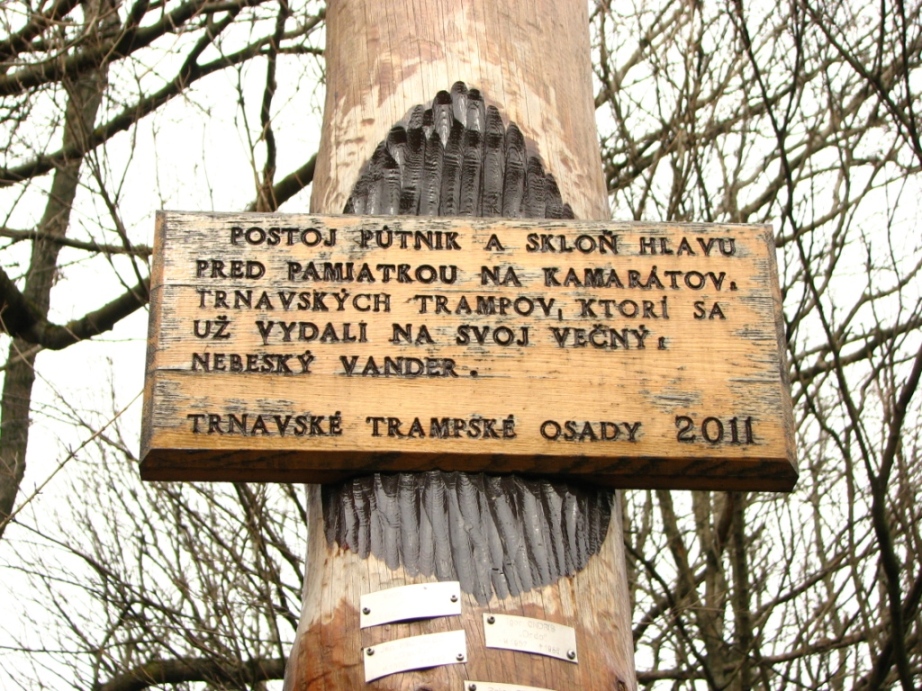 POSTOJ PÚTNIK A SKLOŇ HLAVU
PRED PAMIATKOU NA KAMARÁTOV,
TRNAVSKÝCH TRAMPOV, KTORÍ SA
UŽ VYDALI NA SVOJ VEČNÝ,
NEBESKÝ VANDER.
TRNAVSKÉ TRAMPSKÉ OSADY 2011